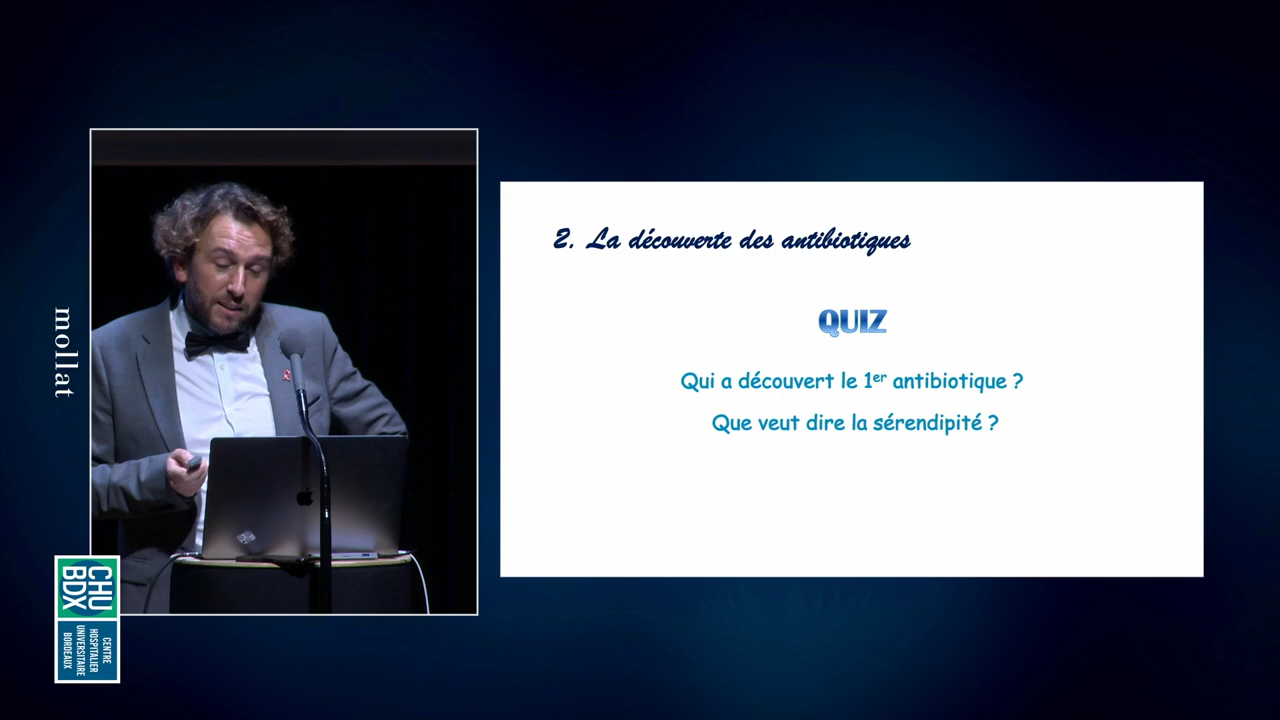 mollat
CHU
BDX
CENTRE
HOSPITALIER
UNIVERSITAIRE
BORDEAUX
2. La découverte des antibiotiques
QUIZ
Qui a découvert le 1er antibiotique ?
Que veut dire la sérendipité ?